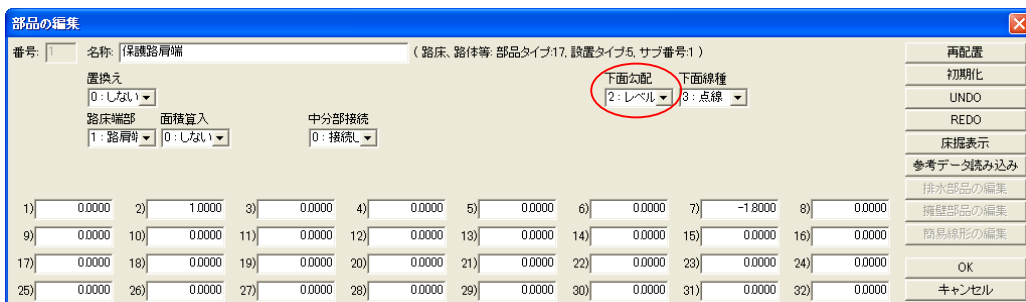 部品の編集
番号: 1 名称: 保護路肩端 ( 路床、路体等: 部品タイプ:17, 設置タイプ:5, サブ番号:1 ) 再配置
置換え 下面勾配 下面線種 初期化
0 : しない 2 : レベル 3 : 点線 UNDO
路床端部 面積算入 中分部接続 REDO
1 : 路肩端 0 : しない 0 : 接続し 床掘表示
参考データ読み込み
排水部品の編集
1) 0.0000 2) 1.0000 3) 0.0000 4) 0.0000 5) 0.0000 6) 0.0000 7) -1.8000 8) 0.0000 擁壁部品の編集
9) 0.0000 10) 0.0000 11) 0.0000 12) 0.0000 13) 0.0000 14) 0.0000 15) 0.0000 16) 0.0000 簡易線形の編集
17) 0.0000 18) 0.0000 19) 0.0000 20) 0.0000 21) 0.0000 22) 0.0000 23) 0.0000 24) 0.0000 OK
25) 0.0000 26) 0.0000 27) 0.0000 28) 0.0000 29) 0.0000 30) 0.0000 31) 0.0000 32) 0.0000 キャンセル